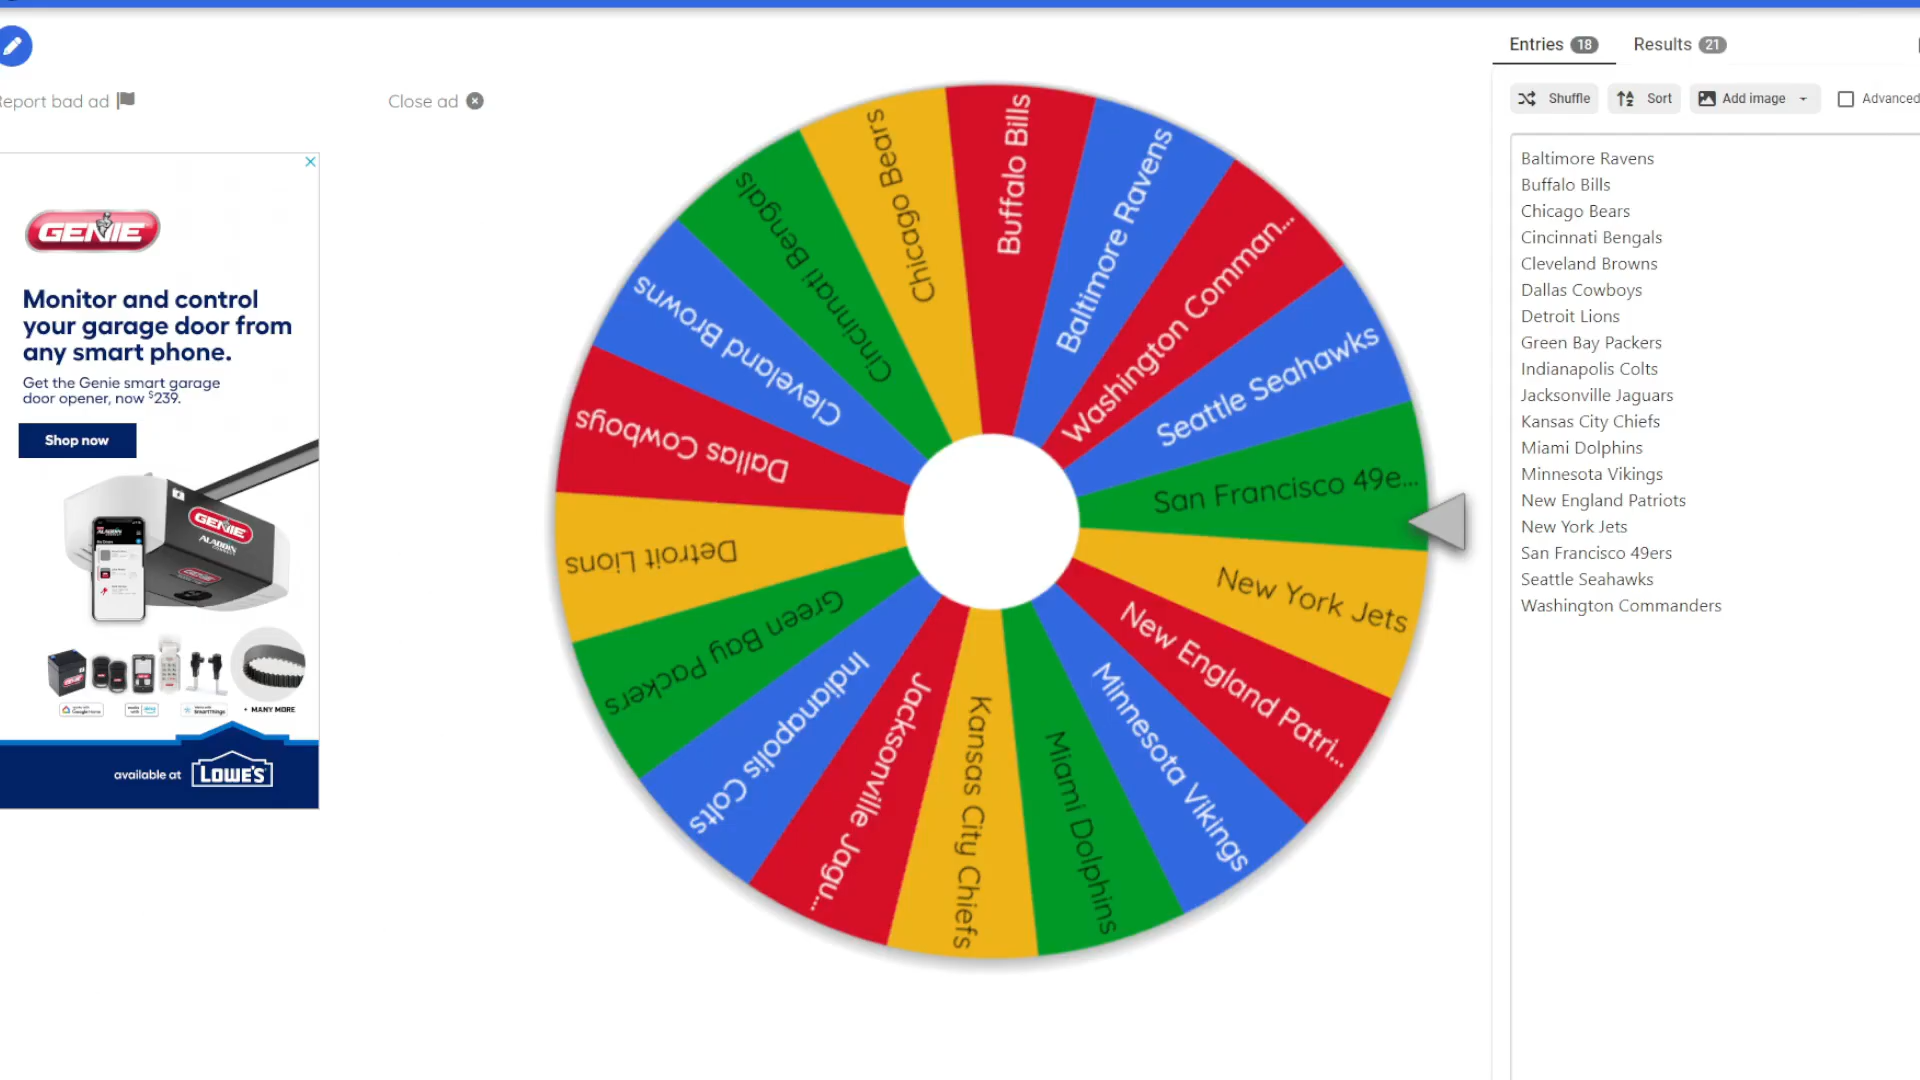 Entries 18
Results 21
Report bad ad
Close ad
Shuffle
Sort
Add image
Advanced
GENIE
Monitor and control
your garage door from
any smart phone.
Get the Genie smart garage
door opener, now $239.
Shop now
GENIE
ALADDIN
CONNECT
+ MANY MORE
available at LOWE'S
Buffalo Bills
Baltimore Ravens
Washington Comman...
Seattle Seahawks
San Francisco 49e...
New York Jets
New England Patri...
Minnesota Vikings
Miami Dolphins
Kansas City Chiefs
Jacksonville Jagu...
Indianapolis Colts
Green Bay Packers
Detroit Lions
Dallas Cowboys
Cleveland Browns
Cincinnati Bengals
Chicago Bears
Baltimore Ravens
Buffalo Bills
Chicago Bears
Cincinnati Bengals
Cleveland Browns
Dallas Cowboys
Detroit Lions
Green Bay Packers
Indianapolis Colts
Jacksonville Jaguars
Kansas City Chiefs
Miami Dolphins
Minnesota Vikings
New England Patriots
New York Jets
San Francisco 49ers
Seattle Seahawks
Washington Commanders